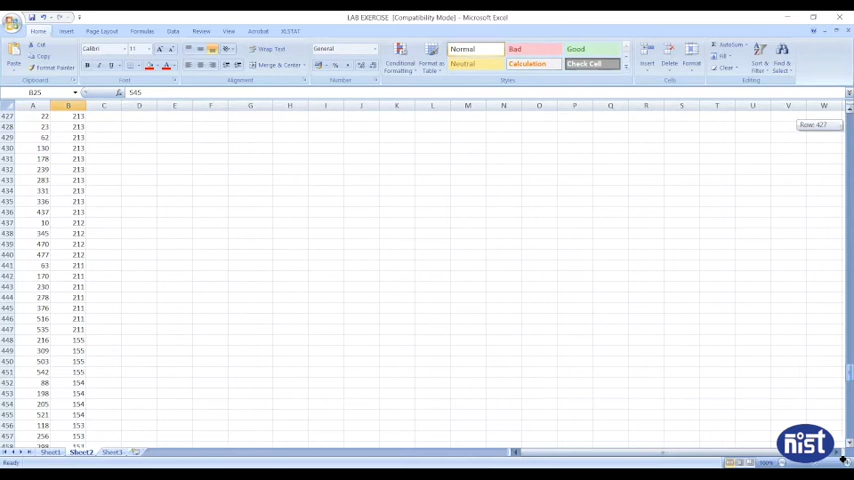 LAB EXERCISE [Compatibility Mode] - Microsoft Excel
Home Insert Page Layout Formulas Data Review View Acrobat XLSTAT
Cut
Copy
Format Painter
Paste
Clipboard
Calibri 11
B I U
Font
Wrap Text
Merge & Center
Alignment
General
Number
Conditional Formatting
Format as Table
Normal Bad Good
Neutral Calculation Check Cell
Styles
Insert Delete Format
Cells
AutoSum
Fill
Clear
Sort & Filter
Find & Select
Editing
B25 fx 545
A B C D E F G H I J K L M N O P Q R S T U V W
427 22 213
428 23 213
429 62 213
430 130 213
431 178 213
432 239 213
433 283 213
434 331 213
435 336 213
436 437 213
437 10 212
438 345 212
439 470 212
440 477 212
441 63 211
442 170 211
443 230 211
444 278 211
445 376 211
446 516 211
447 535 211
448 216 155
449 309 155
450 503 155
451 542 155
452 88 154
453 198 154
454 205 154
455 521 154
456 118 153
457 256 153
458 298 153
Row: 427
nist
Sheet1 Sheet2 Sheet3
Ready
100%